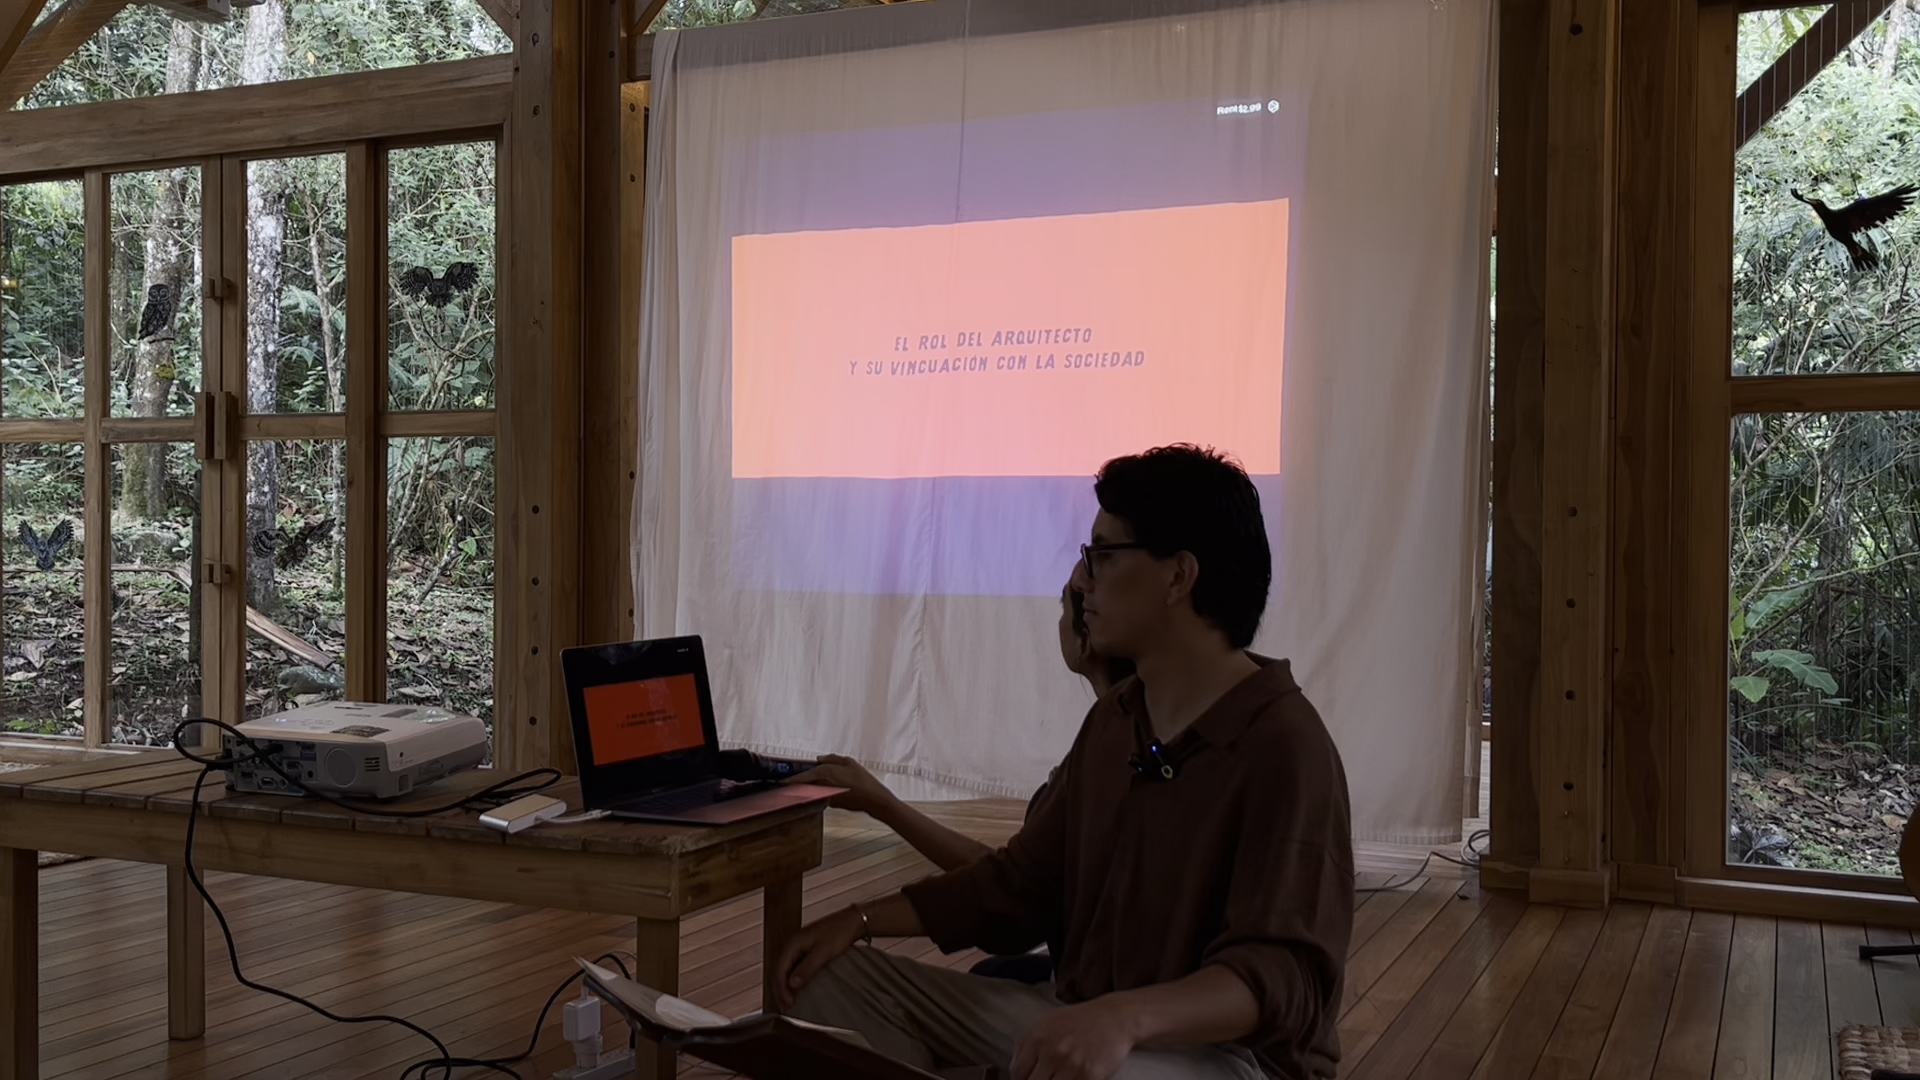 Rent $2.99
EL ROL DEL ARQUITECTO
Y SU VINCUACIÓN CON LA SOCIEDAD